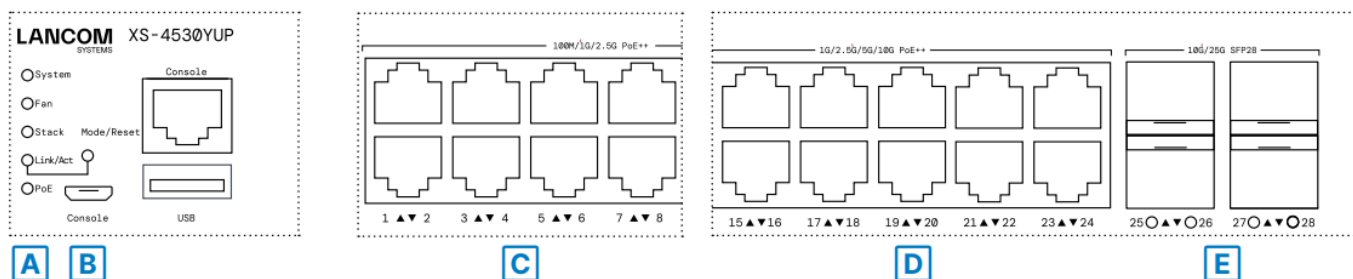 LANCOM
SYSTEMS
XS-4530YUP
System
Fan
Stack
Mode/Reset
Link/Act
PoE
Console
Console
USB
100M/1G/2.5G PoE++
1 ▲▼ 2
3 ▲▼ 4
5 ▲▼ 6
7 ▲▼ 8
1G/2.5G/5G/10G PoE++
15▲▼16
17▲▼18
19▲▼20
21▲▼22
23▲▼24
10G/25G SFP28
25 ▲▼ 26
27 ▲▼ 28
A
B
C
D
E